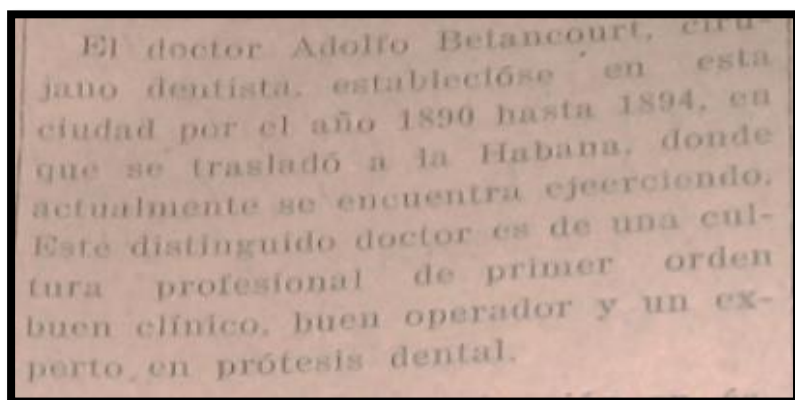 El doctor Adolfo Betancourt, ciru-
jano dentista, establecióse en esta
ciudad por el año 1890 hasta 1894, en
que se trasladó a la Habana, donde
actualmente se encuentra ejeerciendo.
Este distinguido doctor es de una cul-
tura profesional de primer orden
buen clínico, buen operador y un ex-
perto en prótesis dental.